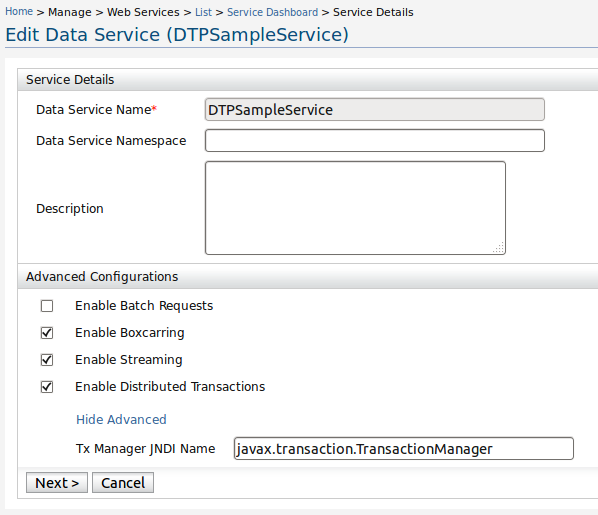 Home > Manage > Web Services > List > Service Dashboard > Service Details
Edit Data Service (DTPSampleService)
Service Details
Data Service Name* DTPSampleService
Data Service Namespace
Description
Advanced Configurations
Enable Batch Requests
Enable Boxcarring
Enable Streaming
Enable Distributed Transactions
Hide Advanced
Tx Manager JNDI Name javax.transaction.TransactionManager
Next > Cancel